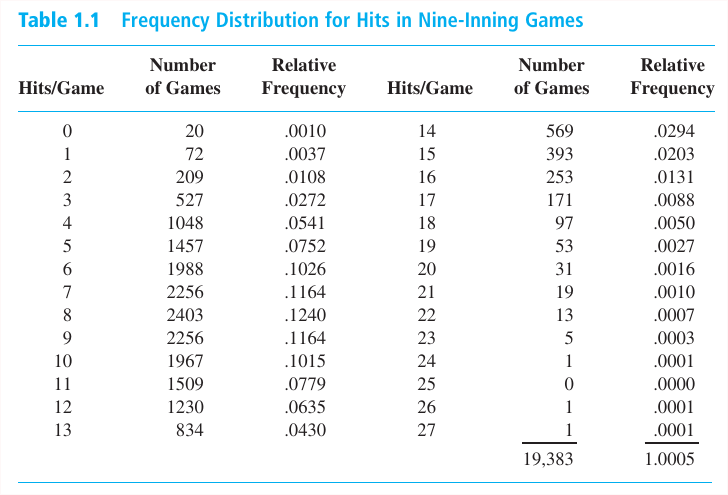 Table 1.1 Frequency Distribution for Hits in Nine-Inning Games
Number Relative Number Relative
Hits/Game of Games Frequency Hits/Game of Games Frequency
0 20 .0010 14 569 .0294
1 72 .0037 15 393 .0203
2 209 .0108 16 253 .0131
3 527 .0272 17 171 .0088
4 1048 .0541 18 97 .0050
5 1457 .0752 19 53 .0027
6 1988 .1026 20 31 .0016
7 2256 .1164 21 19 .0010
8 2403 .1240 22 13 .0007
9 2256 .1164 23 5 .0003
10 1967 .1015 24 1 .0001
11 1509 .0779 25 0 .0000
12 1230 .0635 26 1 .0001
13 834 .0430 27 1 .0001
19,383 1.0005